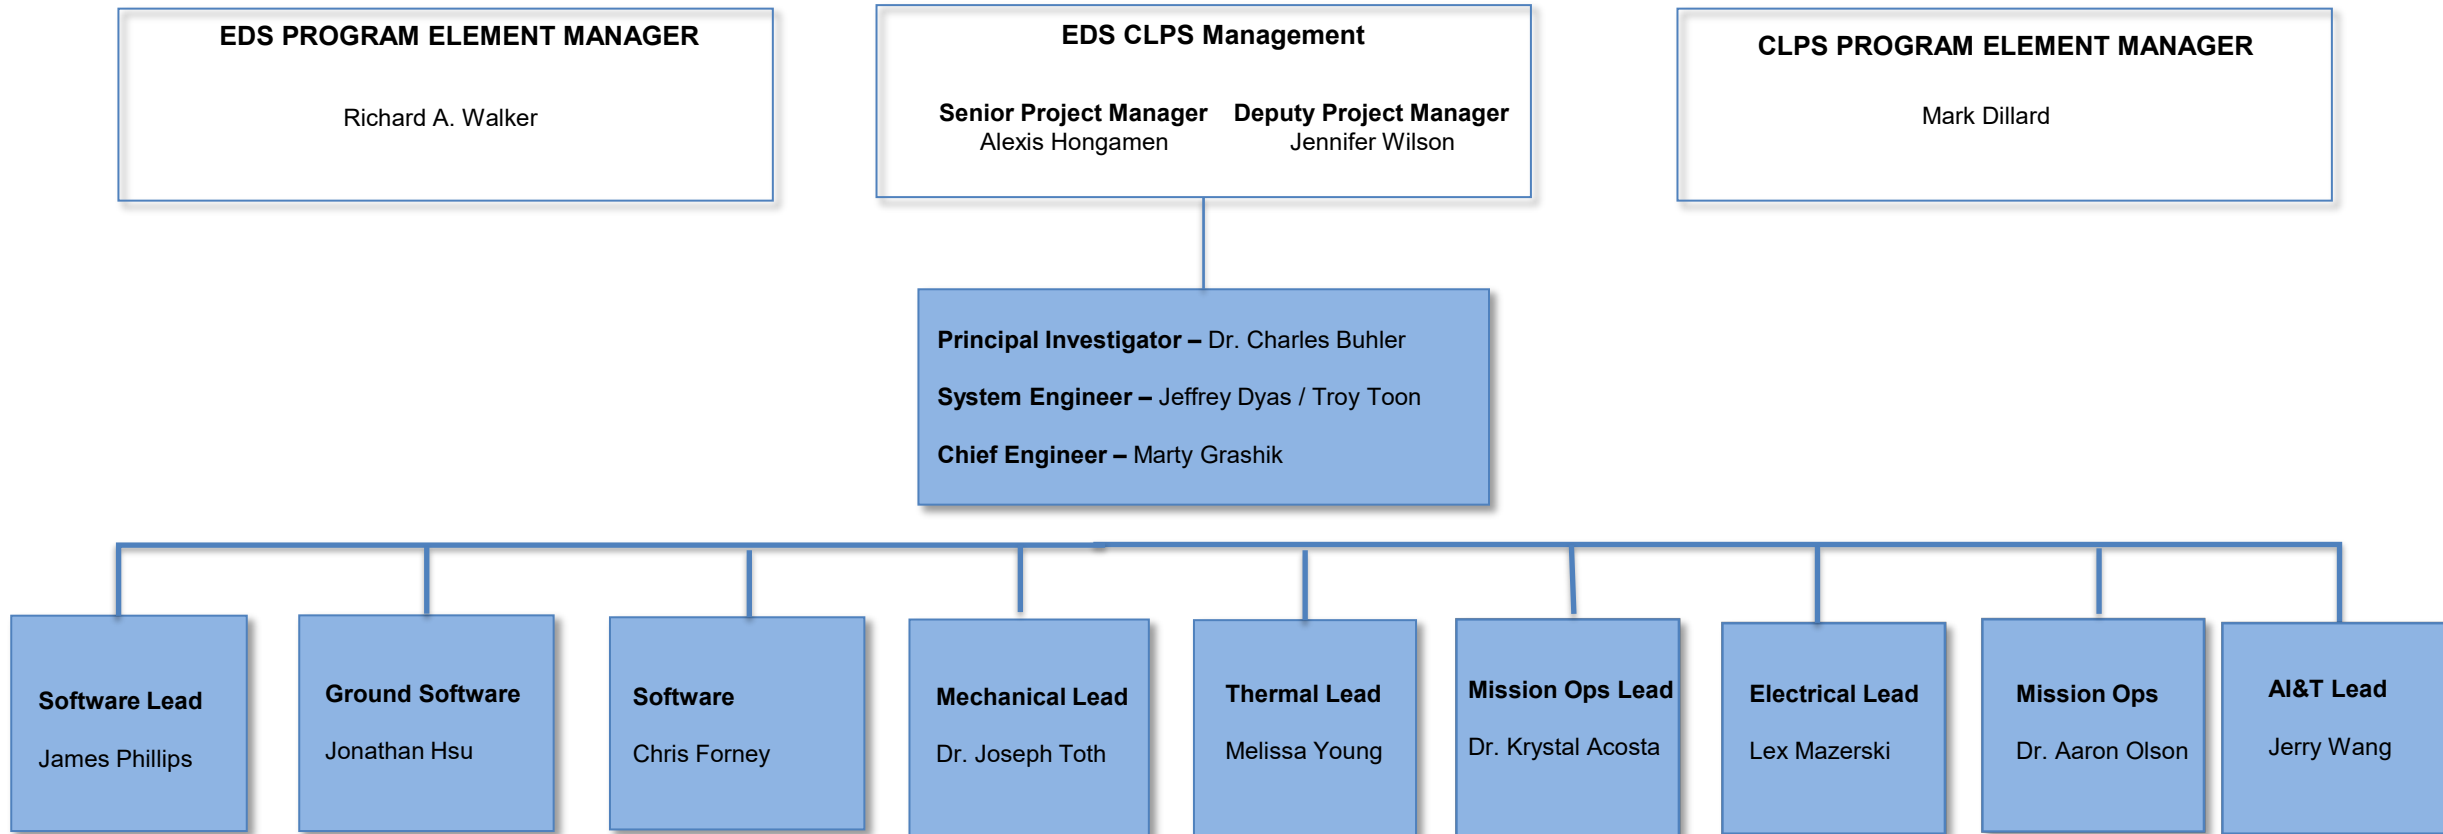 EDS PROGRAM ELEMENT MANAGER
Richard A. Walker
EDS CLPS Management
Senior Project Manager
Alexis Hongamen
Deputy Project Manager
Jennifer Wilson
CLPS PROGRAM ELEMENT MANAGER
Mark Dillard
Principal Investigator – Dr. Charles Buhler
System Engineer – Jeffrey Dyas / Troy Toon
Chief Engineer – Marty Grashik
Software Lead
James Phillips
Ground Software
Jonathan Hsu
Software
Chris Forney
Mechanical Lead
Dr. Joseph Toth
Thermal Lead
Melissa Young
Mission Ops Lead
Dr. Krystal Acosta
Electrical Lead
Lex Mazerski
Mission Ops
Dr. Aaron Olson
AI&T Lead
Jerry Wang